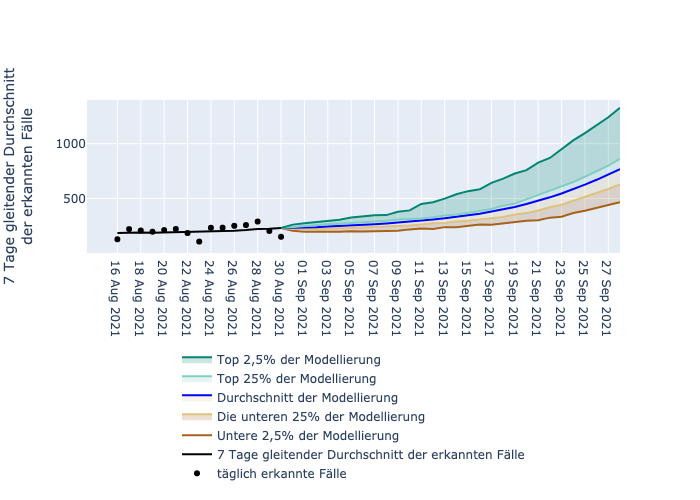 7 Tage gleitender Durchschnitt
der erkannten Fälle
1000
500
16 Aug 2021
18 Aug 2021
20 Aug 2021
22 Aug 2021
24 Aug 2021
26 Aug 2021
28 Aug 2021
30 Aug 2021
01 Sep 2021
03 Sep 2021
05 Sep 2021
07 Sep 2021
09 Sep 2021
11 Sep 2021
13 Sep 2021
15 Sep 2021
17 Sep 2021
19 Sep 2021
21 Sep 2021
23 Sep 2021
25 Sep 2021
27 Sep 2021
Top 2,5% der Modellierung
Top 25% der Modellierung
Durchschnitt der Modellierung
Die unteren 25% der Modellierung
Untere 2,5% der Modellierung
7 Tage gleitender Durchschnitt der erkannten Fälle
täglich erkannte Fälle